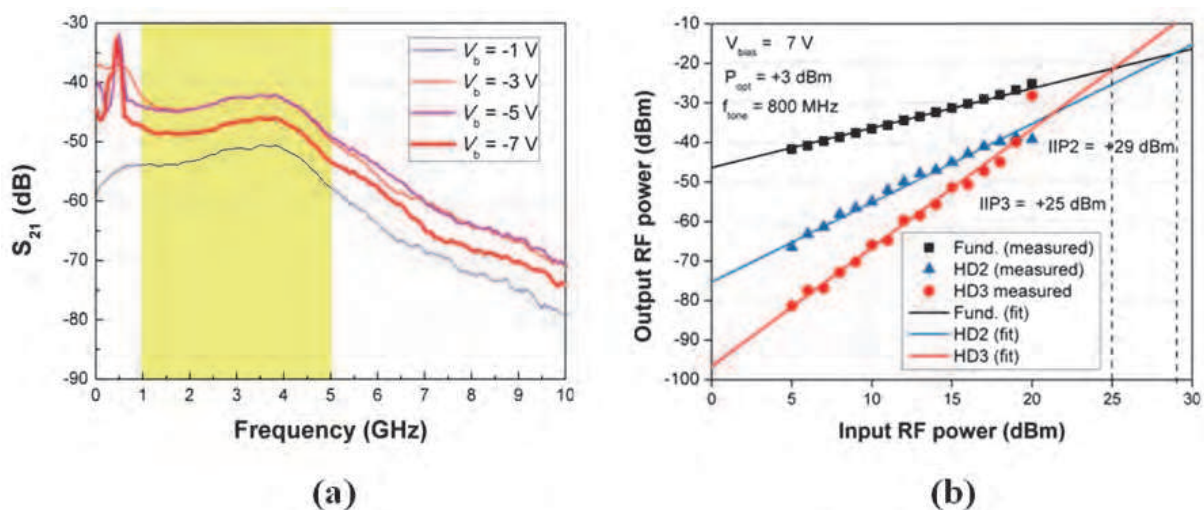 -30
-40
-50
-60
-70
-80
-90
S21 (dB)
0 1 2 3 4 5 6 7 8 9 10
Frequency (GHz)
Vb = -1 V
Vb = -3 V
Vb = -5 V
Vb = -7 V
(a)
-10
-20
-30
-40
-50
-60
-70
-80
-90
-100
Output RF power (dBm)
0 5 10 15 20 25 30
Input RF power (dBm)
Vbias = 7 V
Popt = +3 dBm
ftone = 800 MHz
IIP2 = +29 dBm
IIP3 = +25 dBm
Fund. (measured)
HD2 (measured)
HD3 measured
Fund. (fit)
HD2 (fit)
HD3 (fit)
(b)